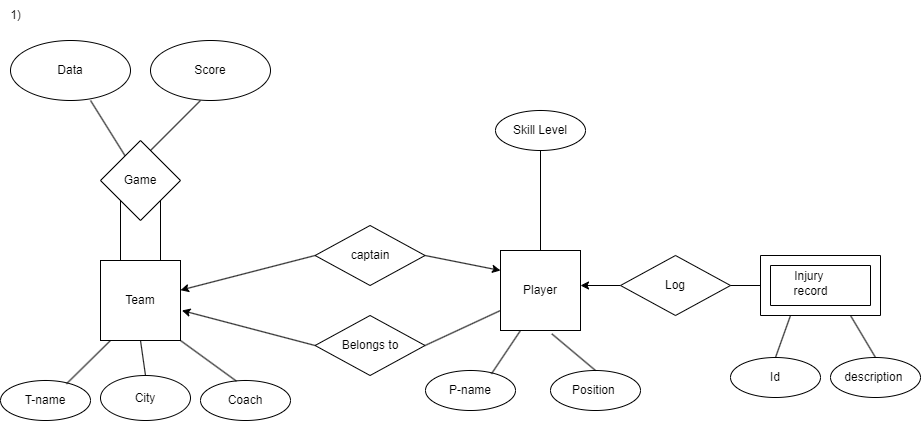 1)
Data
Score
Skill Level
Game
captain
Team
Player
Log
Injury
record
Belongs to
T-name
City
Coach
P-name
Position
Id
description